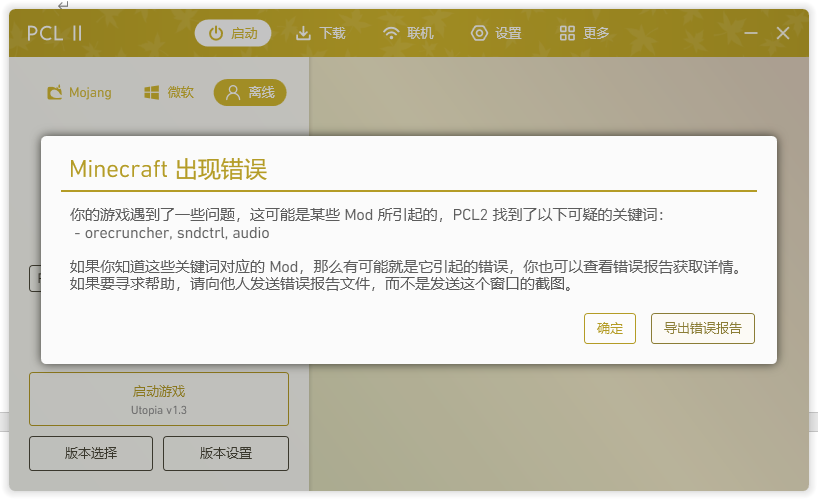 PCL II
启动
下载
联机
设置
更多
Mojang
微软
离线
Minecraft 出现错误
你的游戏遇到了一些问题，这可能是某些 Mod 所引起的，PCL2 找到了以下可疑的关键词：
- orecruncher, sndctrl, audio
如果你知道这些关键词对应的 Mod，那么有可能就是它引起的错误，你也可以查看错误报告获取详情。
如果要寻求帮助，请向他人发送错误报告文件，而不是发送这个窗口的截图。
确定
导出错误报告
启动游戏
Utopia v1.3
版本选择
版本设置